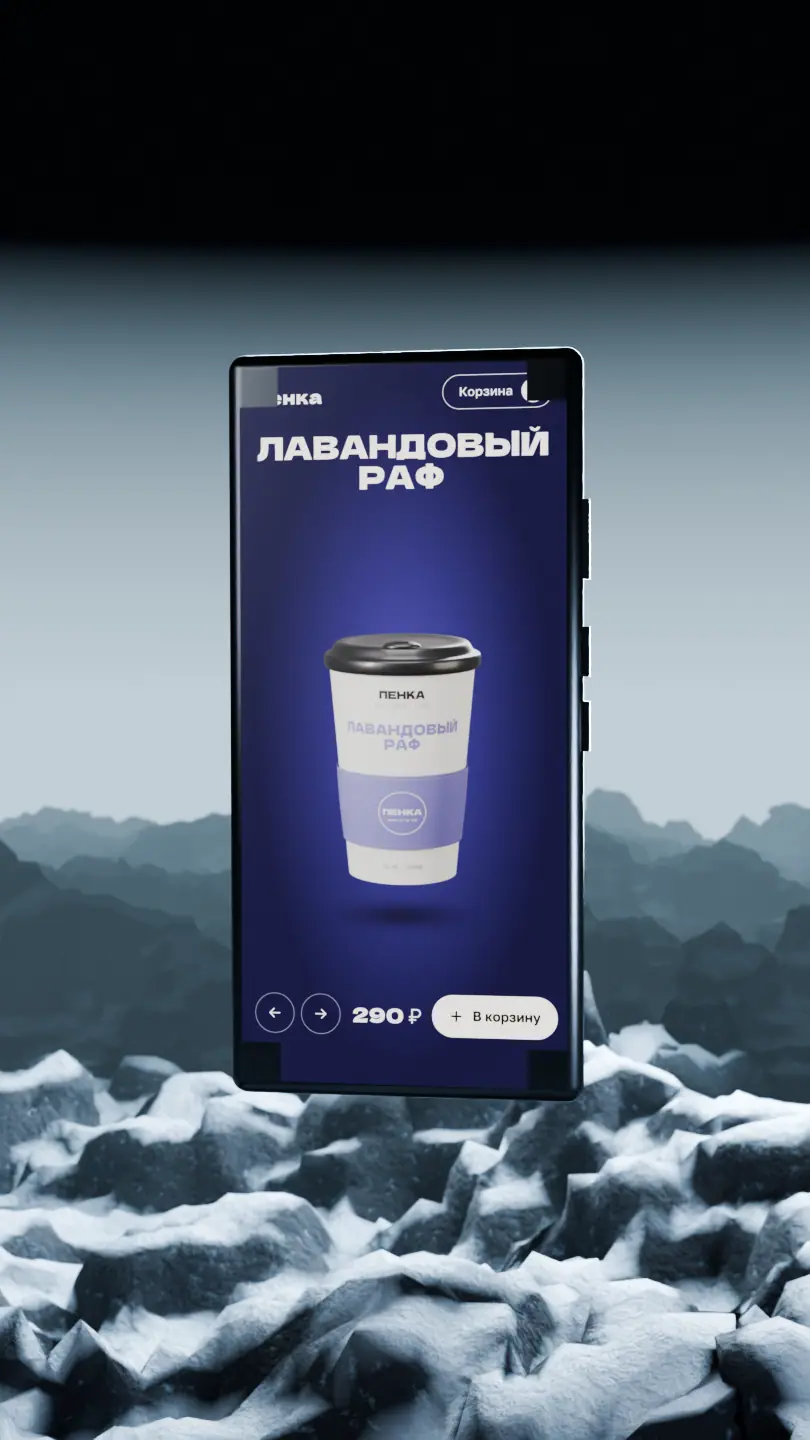 енка
Корзина
ЛАВАНДОВЫЙ
РАФ
ПЕНКА
ЛАВАНДОВЫЙ
РАФ
ПЕНКА
290 ₽
+ В корзину